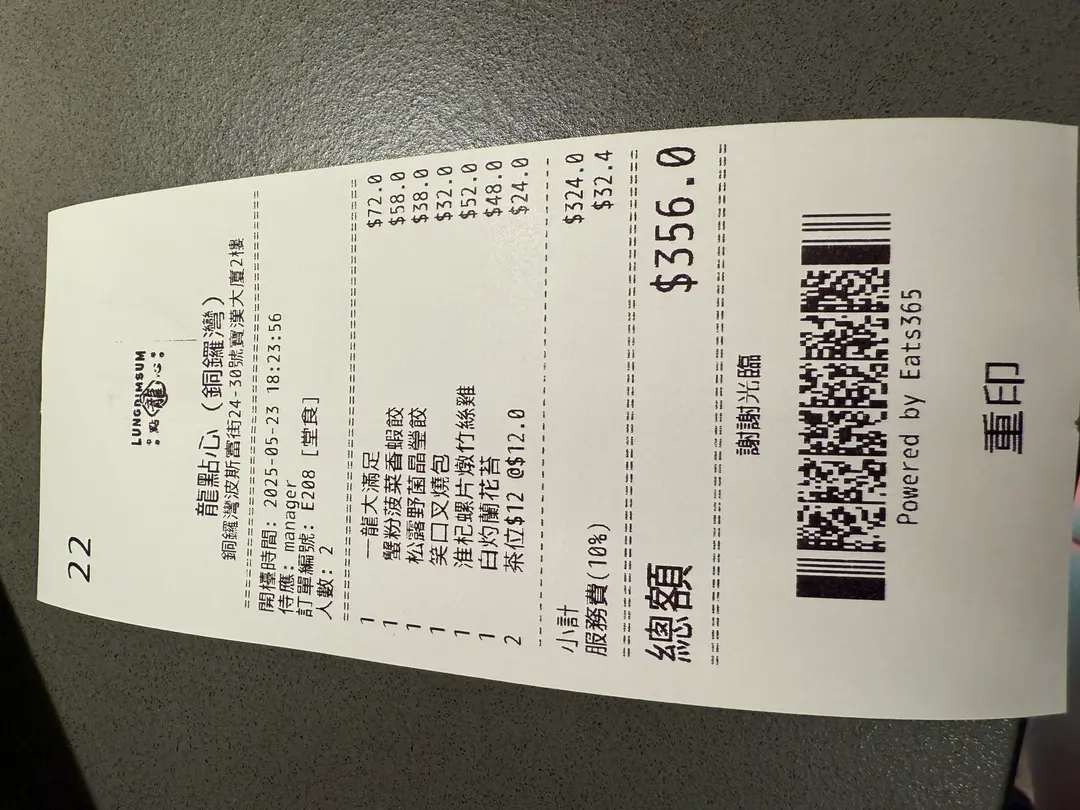 22
LUNGDIMSUM
點龍心
龍點心（銅鑼灣）
銅鑼灣波斯富街24-30號寶漢大廈2樓
開檯時間: 2025-05-23 18:23:56
侍應: manager
訂單編號: E208 [堂食]
人數: 2
1 一龍大滿足 $72.0
1 蟹粉菠菜香蝦餃 $58.0
1 松露野菌晶瑩餃 $38.0
1 笑口叉燒包 $32.0
1 淮杞螺片燉竹絲雞 $52.0
1 白灼蘭花苔 $48.0
2 茶位$12 @$12.0 $24.0
小計 $324.0
服務費(10%) $32.4
總額 $356.0
謝謝光臨
Powered by Eats365
重印